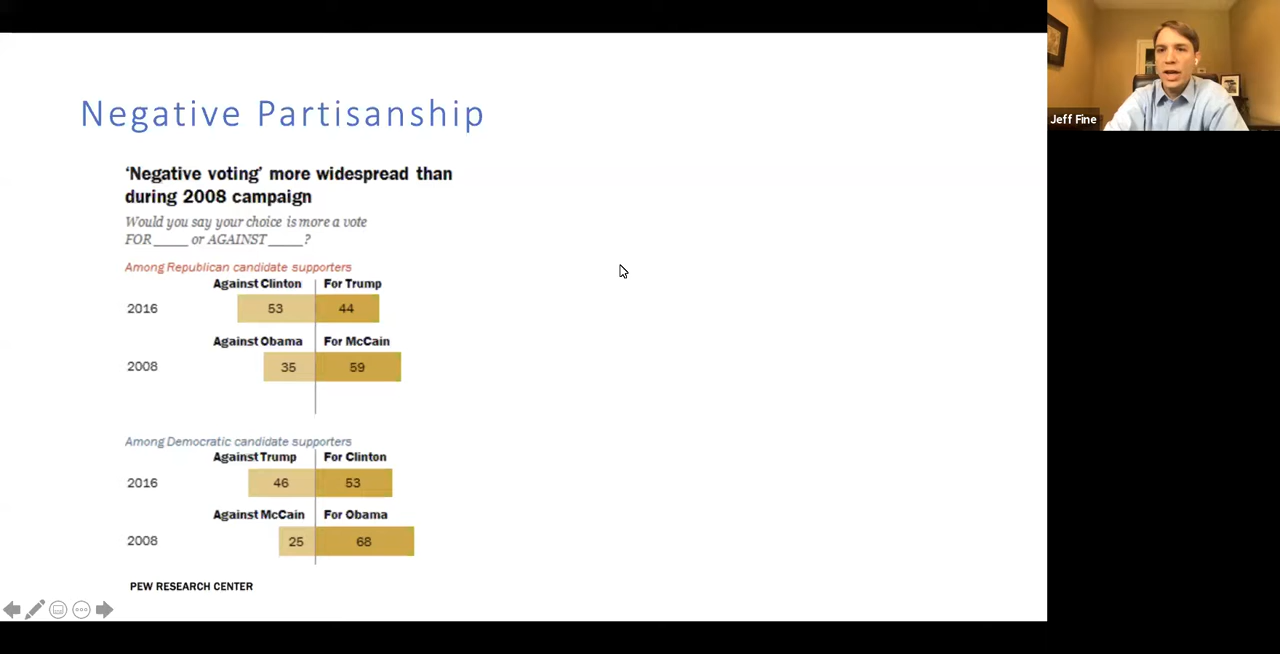 Negative Partisanship
'Negative voting' more widespread than
during 2008 campaign
Would you say your choice is more a vote
FOR _____ or AGAINST _____?
Among Republican candidate supporters
Against Clinton For Trump
2016 53 44
Against Obama For McCain
2008 35 59
Among Democratic candidate supporters
Against Trump For Clinton
2016 46 53
Against McCain For Obama
2008 25 68
PEW RESEARCH CENTER
Jeff Fine